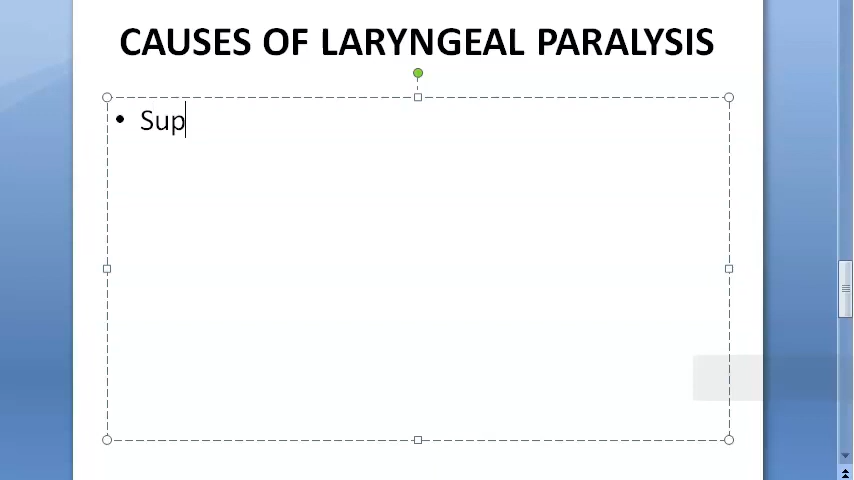 CAUSES OF LARYNGEAL PARALYSIS
• Sup